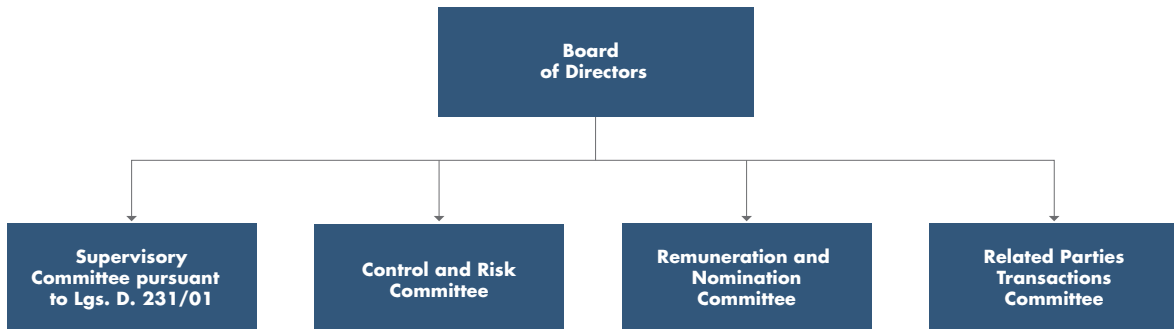 Board
of Directors
Supervisory
Committee pursuant
to Lgs. D. 231/01
Control and Risk
Committee
Remuneration and
Nomination
Committee
Related Parties
Transactions
Committee